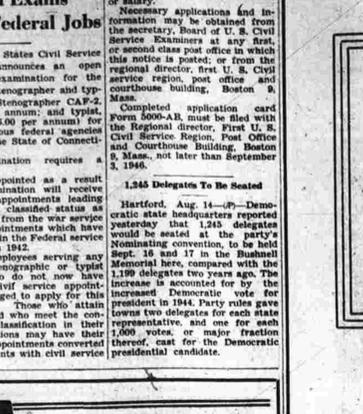 Exams
Federal Jobs
States Civil Service
announces an open
examination for the
stenographer and typ-
Stenographer CAF-2,
annum; and typist,
per annum) for
ous federal agencies
State of Connecti-
nation requires a
appointed as a result
ination will receive
appointments leading
classified status as
from the war service
intments which have
in the Federal service
1942.
ployees serving any
enographic or typist
do not now have
civil service appoint-
ged to apply for this
Those who attain
d who meet the con-
lassification in their
tions may have their
appointments converted
nts with civil service
or salary.
Necessary applications and in-
formation may be obtained from
the secretary, Board of U. S. Civil
Service Examiners at any first,
or second class post office in which
this notice is posted; or from the
regional director, first U. S. Civil
service region, post office and
courthouse building, Boston 9,
Mass.
Completed application card
Form 5000-AB, must be filed with
the Regional director, First U. S.
Civil Service Region, Post Office
and Courthouse Building, Boston
9, Mass., not later than September
3, 1946.
1,245 Delegates To Be Seated
Hartford, Aug. 14—(AP)—Demo-
cratic state headquarters reported
yesterday that 1,245 delegates
would be seated at the party's
Nominating convention, to be held
Sept. 16 and 17 in the Bushnell
Memorial here, compared with the
1,199 delegates two years ago. The
increase is accounted for by the
increased Democratic vote for
president in 1944. Party rules gave
towns two delegates for each state
representative, and one for each
1,000 votes, or major fraction
thereof, cast for the Democratic
presidential candidate.